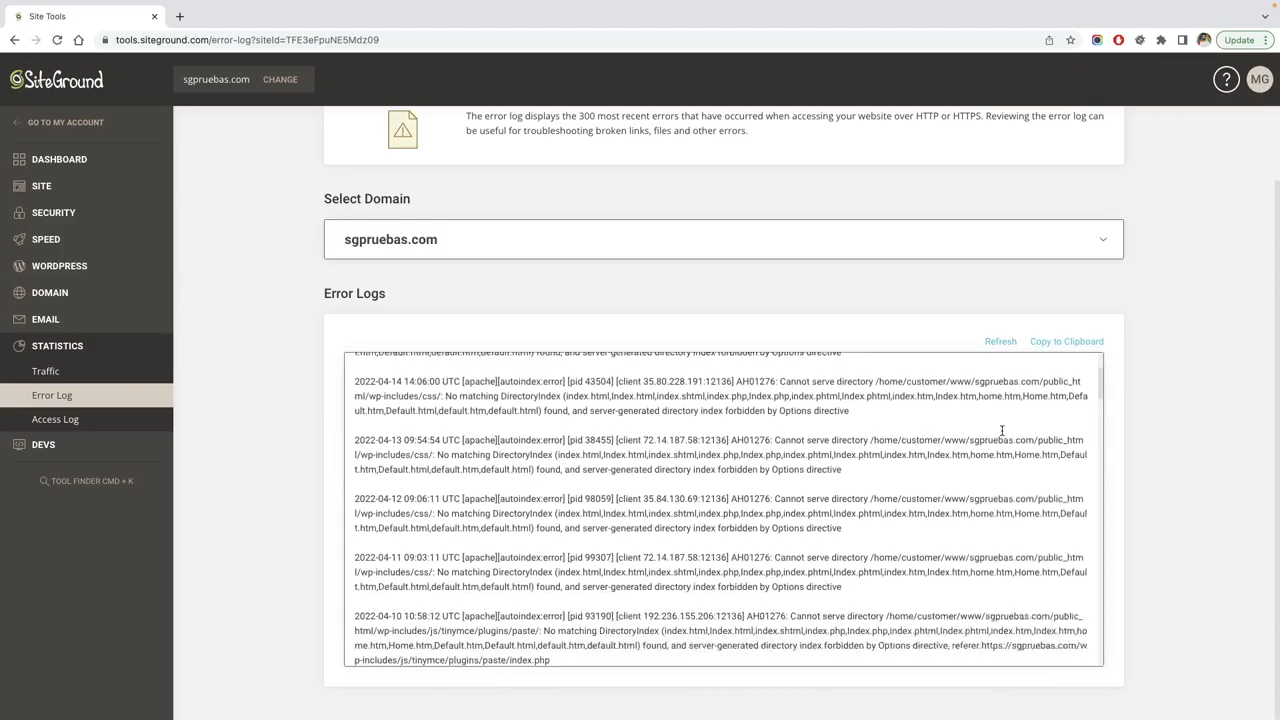 Site Tools
tools.siteground.com/error-log?siteId=TFE3eFpuNE5Mdz09
Update
SiteGround
sgpruebas.com CHANGE
? MG
GO TO MY ACCOUNT
DASHBOARD
SITE
SECURITY
SPEED
WORDPRESS
DOMAIN
EMAIL
STATISTICS
Traffic
Error Log
Access Log
DEVS
TOOL FINDER CMD + K
The error log displays the 300 most recent errors that have occurred when accessing your website over HTTP or HTTPS. Reviewing the error log can
be useful for troubleshooting broken links, files and other errors.
Select Domain
sgpruebas.com
Error Logs
Refresh Copy to Clipboard
t.htm,Default.html,default.htm,default.html) found, and server-generated directory index forbidden by Options directive
2022-04-14 14:06:00 UTC [apache][autoindex:error] [pid 43504] [client 35.80.228.191:12136] AH01276: Cannot serve directory /home/customer/www/sgpruebas.com/public_ht
ml/wp-includes/css/: No matching DirectoryIndex (index.html,Index.html,index.shtml,index.php,Index.php,index.phtml,Index.phtml,index.htm,Index.htm,home.htm,Home.htm,Defa
ult.htm,Default.html,default.htm,default.html) found, and server-generated directory index forbidden by Options directive
2022-04-13 09:54:54 UTC [apache][autoindex:error] [pid 38455] [client 72.14.187.58:12136] AH01276: Cannot serve directory /home/customer/www/sgpruebas.com/public_htm
l/wp-includes/css/: No matching DirectoryIndex (index.html,Index.html,index.shtml,index.php,Index.php,index.phtml,Index.phtml,index.htm,Index.htm,home.htm,Home.htm,Defaul
t.htm,Default.html,default.htm,default.html) found, and server-generated directory index forbidden by Options directive
2022-04-12 09:06:11 UTC [apache][autoindex:error] [pid 98059] [client 35.84.130.69:12136] AH01276: Cannot serve directory /home/customer/www/sgpruebas.com/public_htm
l/wp-includes/css/: No matching DirectoryIndex (index.html,Index.html,index.shtml,index.php,Index.php,index.phtml,Index.phtml,index.htm,Index.htm,home.htm,Home.htm,Defaul
t.htm,Default.html,default.htm,default.html) found, and server-generated directory index forbidden by Options directive
2022-04-11 09:03:11 UTC [apache][autoindex:error] [pid 99307] [client 72.14.187.58:12136] AH01276: Cannot serve directory /home/customer/www/sgpruebas.com/public_htm
l/wp-includes/css/: No matching DirectoryIndex (index.html,Index.html,index.shtml,index.php,Index.php,index.phtml,Index.phtml,index.htm,Index.htm,home.htm,Home.htm,Defaul
t.htm,Default.html,default.htm,default.html) found, and server-generated directory index forbidden by Options directive
2022-04-10 10:58:12 UTC [apache][autoindex:error] [pid 93190] [client 192.236.155.206:12136] AH01276: Cannot serve directory /home/customer/www/sgpruebas.com/public_
html/wp-includes/js/tinymce/plugins/paste/: No matching DirectoryIndex (index.html,Index.html,index.shtml,index.php,Index.php,index.phtml,Index.phtml,index.htm,Index.htm,ho
me.htm,Home.htm,Default.htm,Default.html,default.htm,default.html) found, and server-generated directory index forbidden by Options directive, referer https://sgpruebas.com/w
p-includes/js/tinymce/plugins/paste/index.php